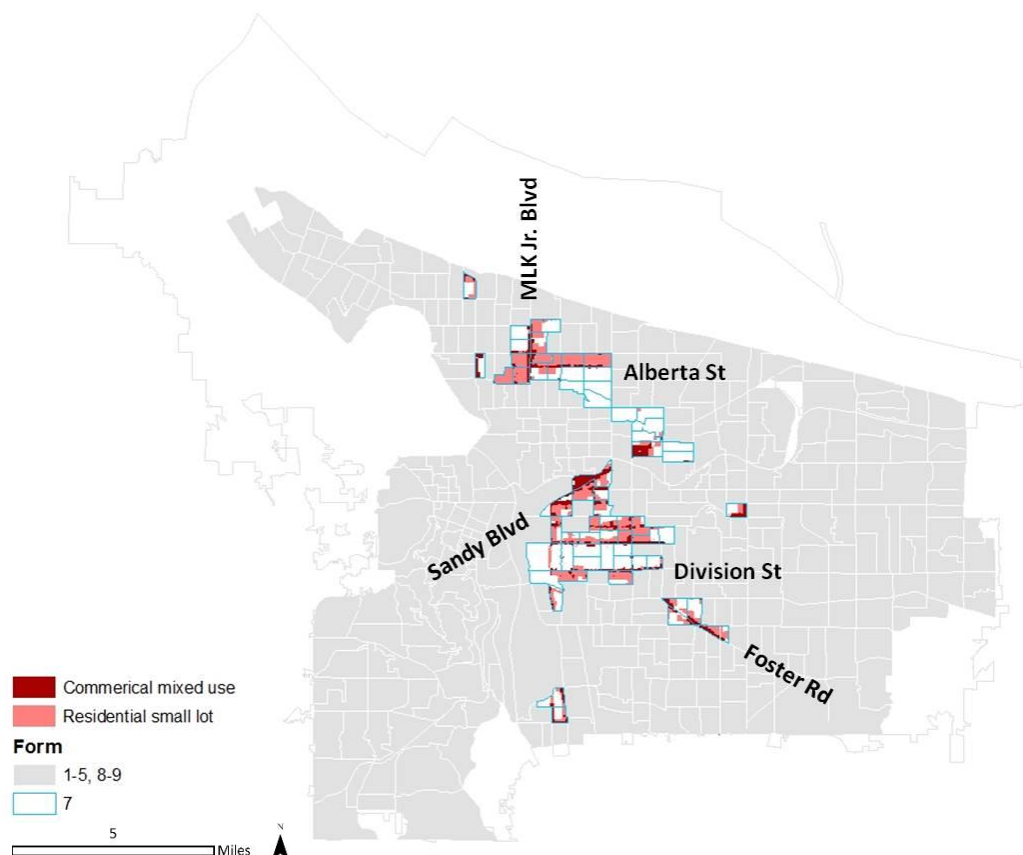 MLK Jr. Blvd
Alberta St
Sandy Blvd
Division St
Foster Rd
Commerical mixed use
Residential small lot
Form
1-5, 8-9
7
5
Miles
N